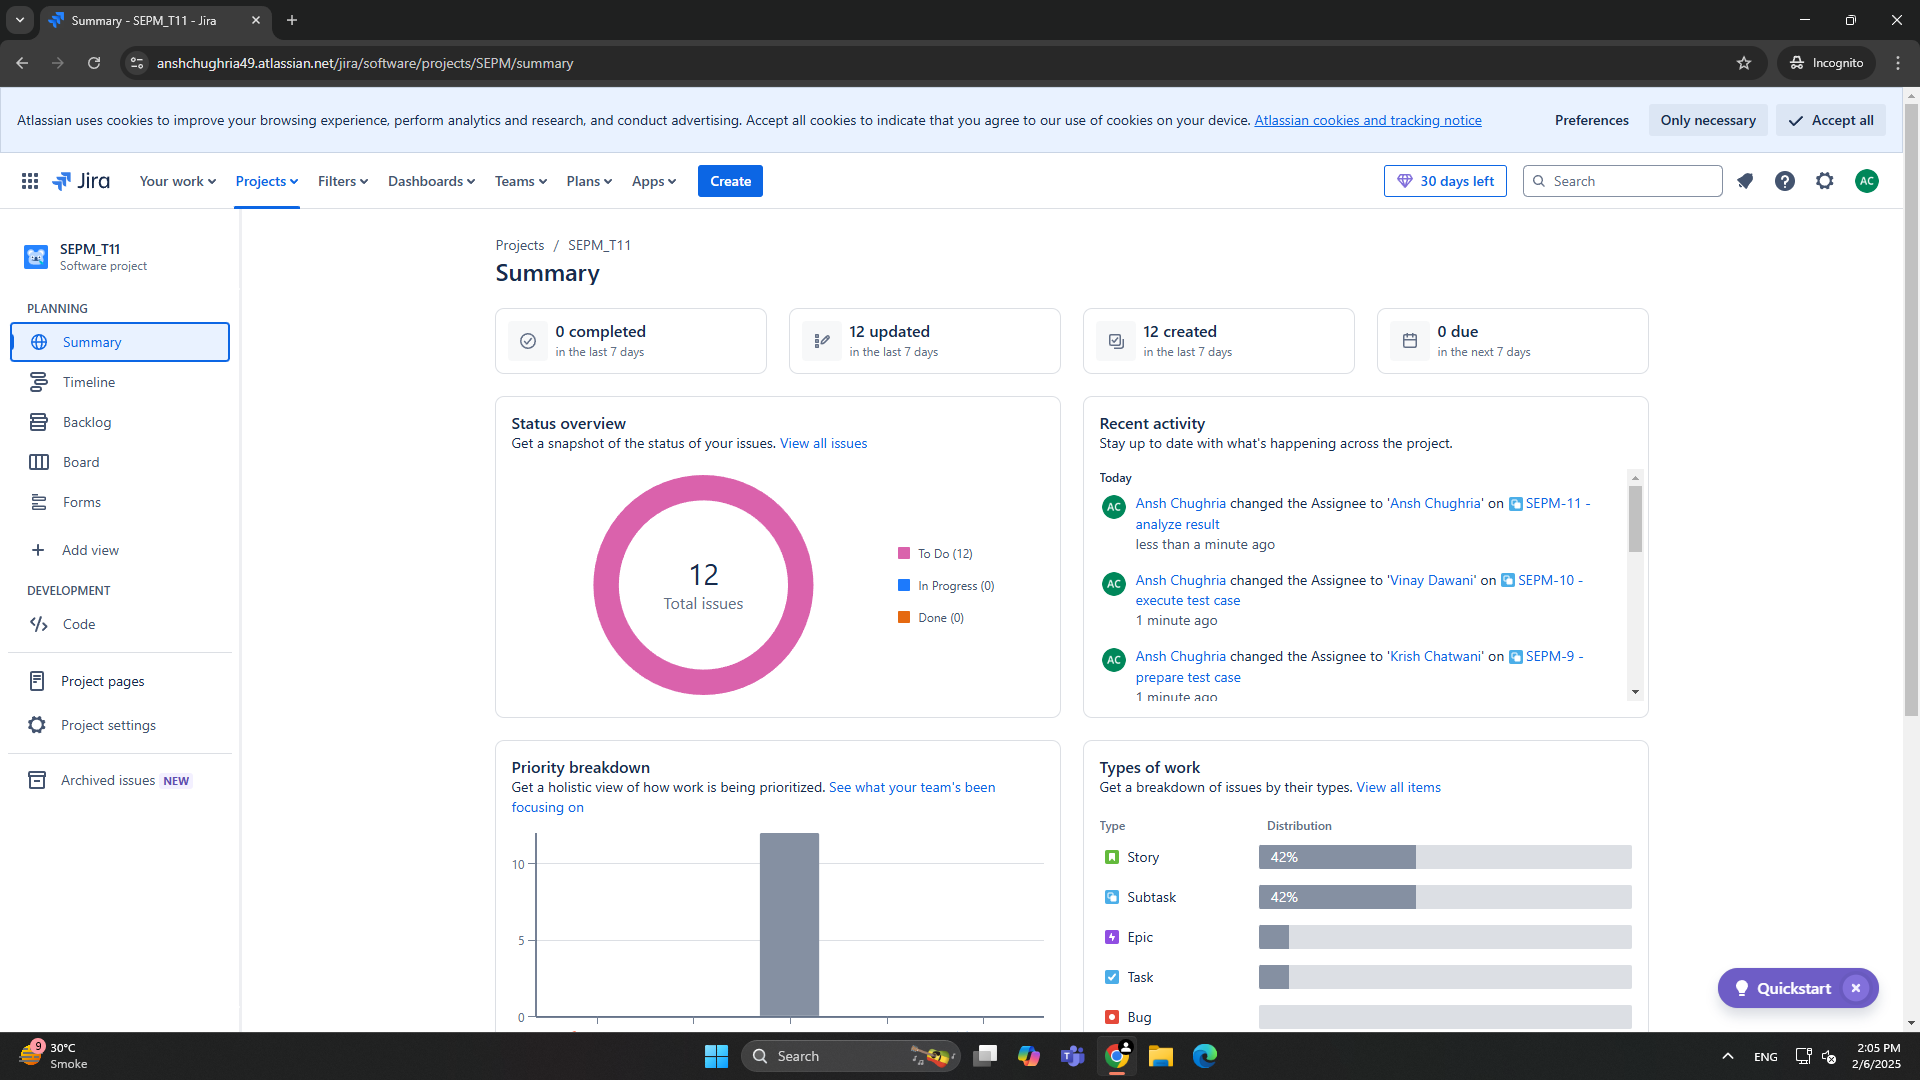 Summary - SEPM_T11 - Jira
anshchughria49.atlassian.net/jira/software/projects/SEPM/summary
Incognito
Atlassian uses cookies to improve your browsing experience, perform analytics and research, and conduct advertising. Accept all cookies to indicate that you agree to our use of cookies on your device. Atlassian cookies and tracking notice
Preferences
Only necessary
Accept all
Jira
Your work
Projects
Filters
Dashboards
Teams
Plans
Apps
Create
30 days left
Search
AC
SEPM_T11
Software project
PLANNING
Summary
Timeline
Backlog
Board
Forms
Add view
DEVELOPMENT
Code
Project pages
Project settings
Archived issues NEW
Projects / SEPM_T11
Summary
0 completed
in the last 7 days
12 updated
in the last 7 days
12 created
in the last 7 days
0 due
in the next 7 days
Status overview
Get a snapshot of the status of your issues. View all issues
12
Total issues
To Do (12)
In Progress (0)
Done (0)
Recent activity
Stay up to date with what's happening across the project.
Today
AC
Ansh Chughria changed the Assignee to 'Ansh Chughria' on SEPM-11 -
analyze result
less than a minute ago
AC
Ansh Chughria changed the Assignee to 'Vinay Dawani' on SEPM-10 -
execute test case
1 minute ago
AC
Ansh Chughria changed the Assignee to 'Krish Chatwani' on SEPM-9 -
prepare test case
1 minute ago
Priority breakdown
Get a holistic view of how work is being prioritized. See what your team's been
focusing on
10
5
0
Types of work
Get a breakdown of issues by their types. View all items
Type Distribution
Story 42%
Subtask 42%
Epic
Task
Bug
Quickstart
9
30°C
Smoke
Search
ENG
2:05 PM
2/6/2025